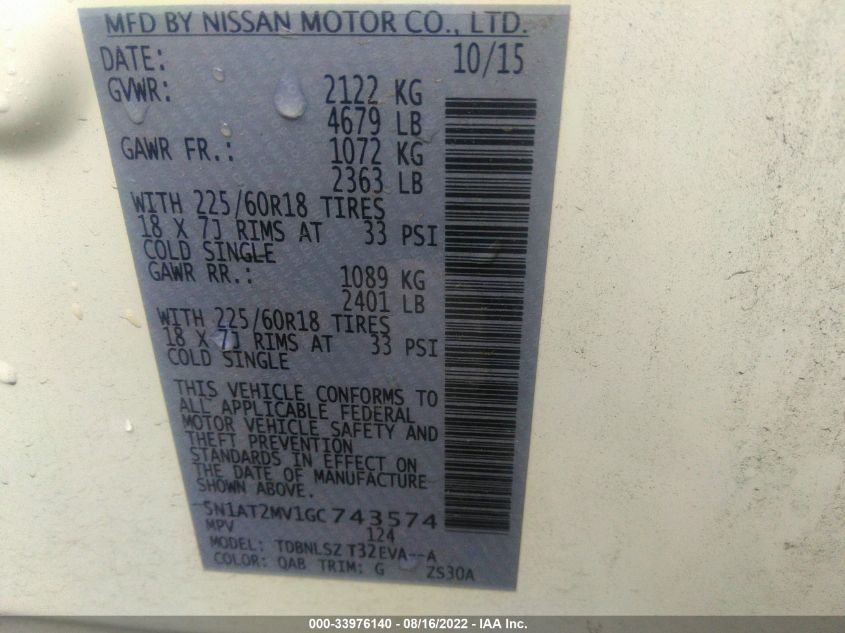 MFD BY NISSAN MOTOR CO., LTD.
DATE: 10/15
GVWR: 2122 KG
4679 LB
GAWR FR.: 1072 KG
2363 LB
WITH 225/60R18 TIRES
18 X 7J RIMS AT 33 PSI
COLD SINGLE
GAWR RR.: 1089 KG
2401 LB
WITH 225/60R18 TIRES
18 X 7J RIMS AT 33 PSI
COLD SINGLE
THIS VEHICLE CONFORMS TO
ALL APPLICABLE FEDERAL
MOTOR VEHICLE SAFETY AND
THEFT PREVENTION
STANDARDS IN EFFECT ON
THE DATE OF MANUFACTURE
SHOWN ABOVE.
5N1AT2MV1GC743574
MPV 124
MODEL: TDBNLSZ T32EVA--A
COLOR: QAB TRIM: G ZS30A
000-33976140 - 08/16/2022 - IAA Inc.